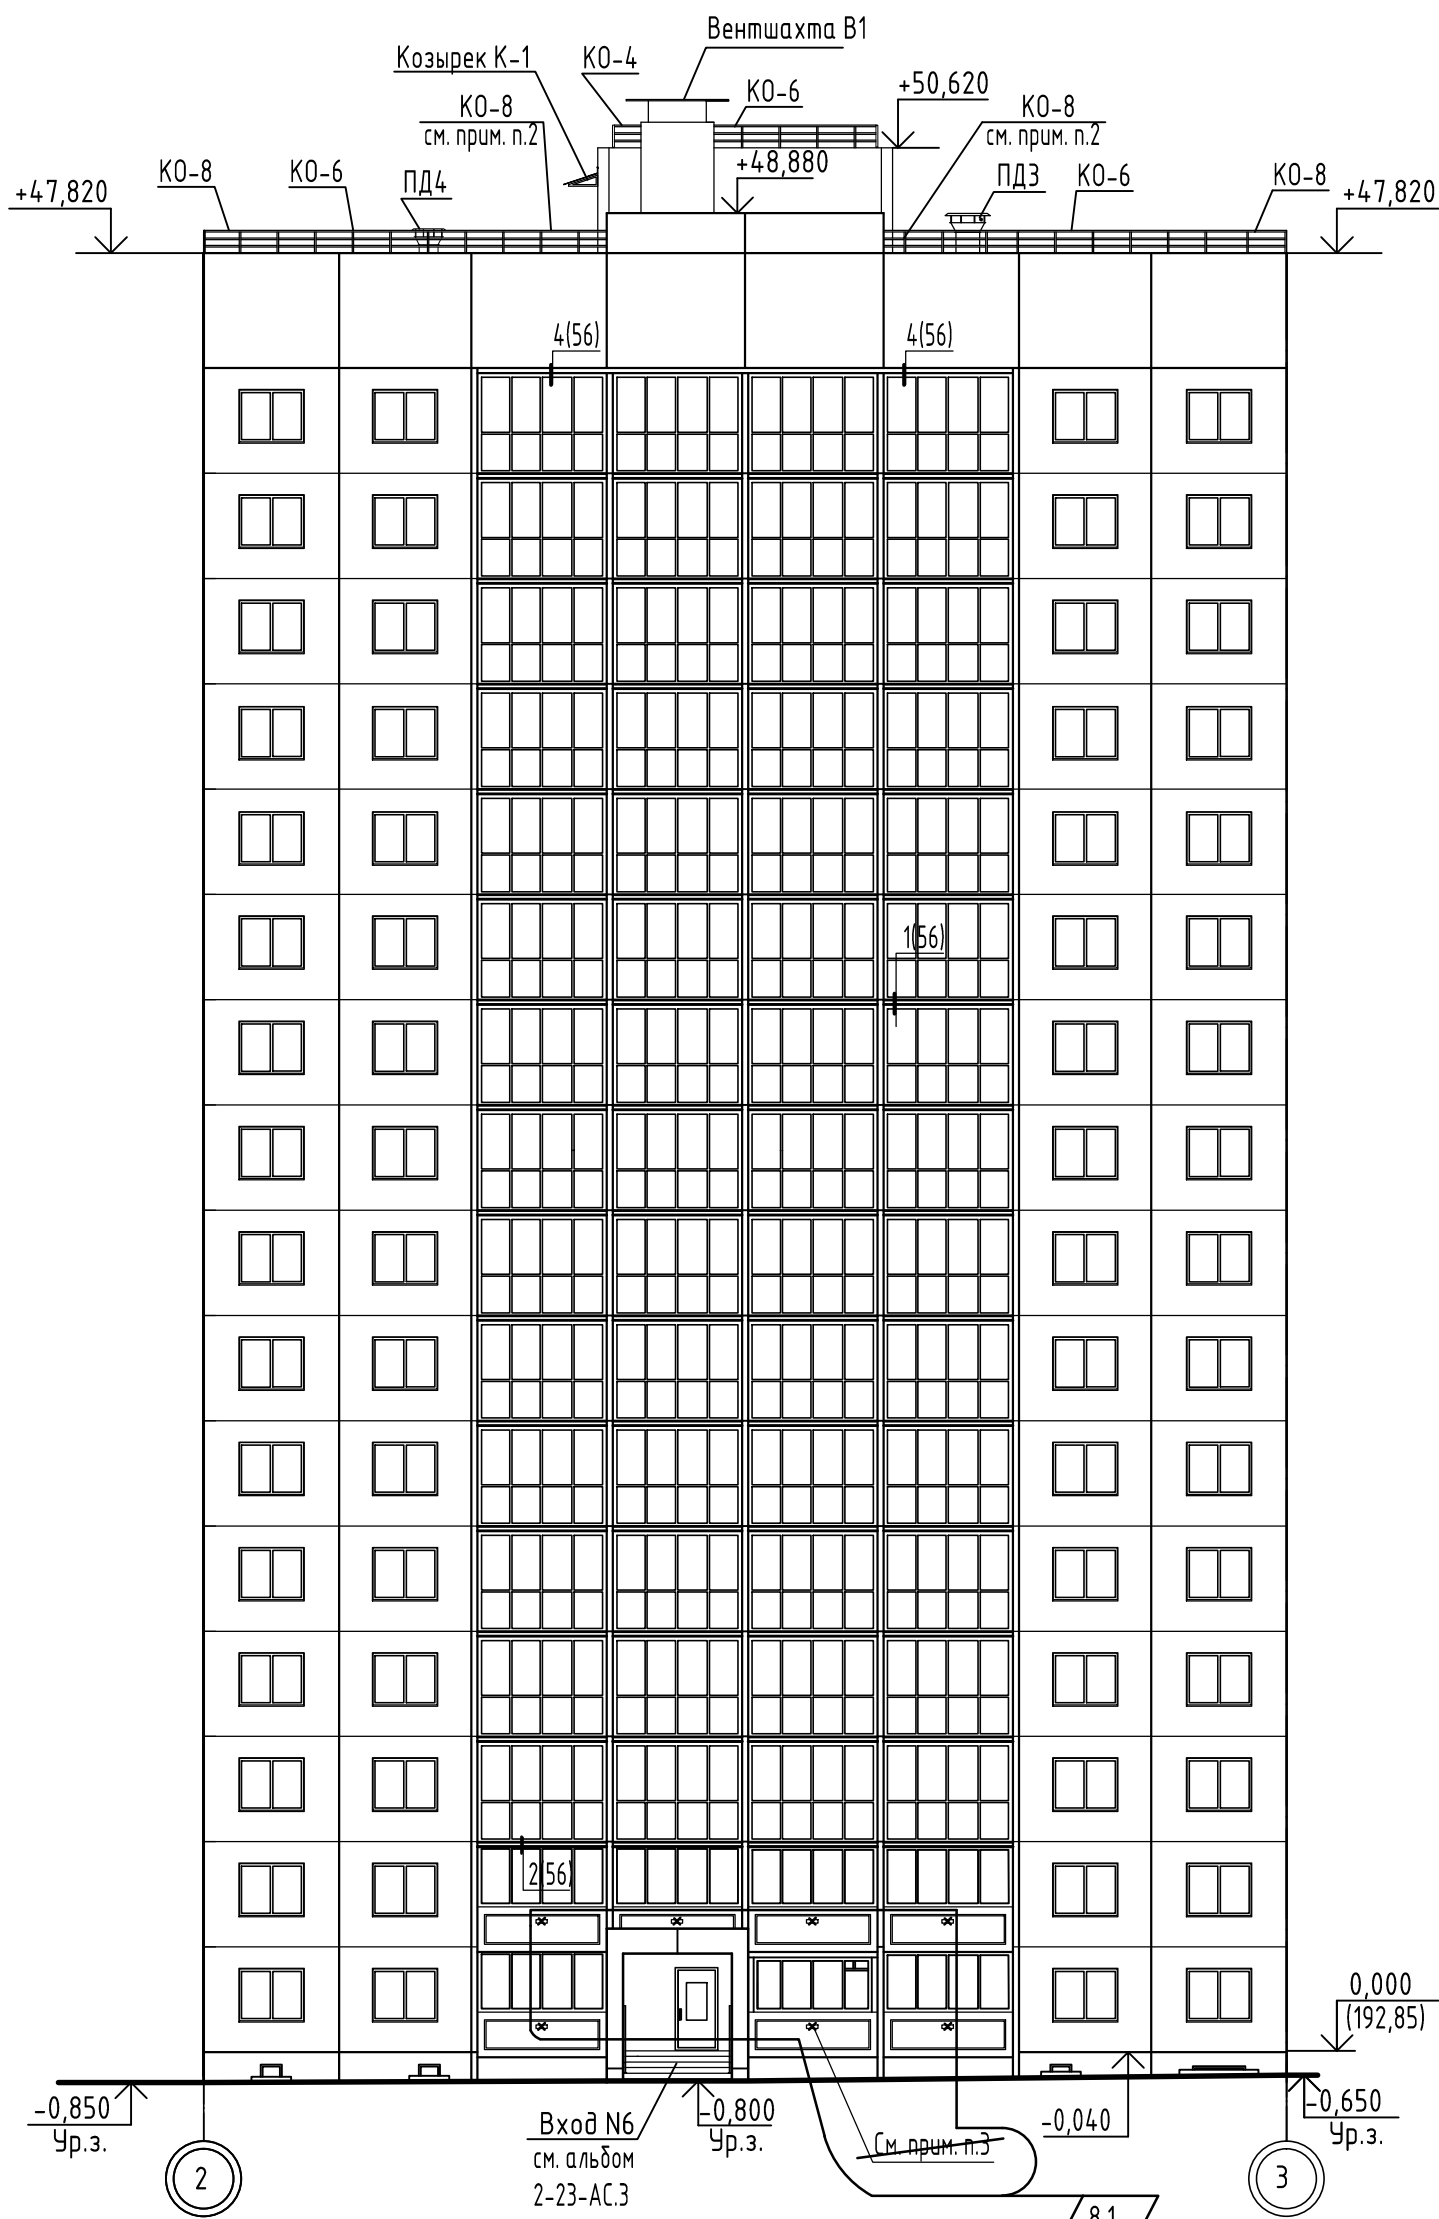 Вентшахта В1
Козырек К-1
КО-4
+50,620
КО-6
КО-8
см. прим. п.2
КО-8
см. прим. п.2
+48,880
КО-8
КО-6
ПД4
ПД3
КО-6
КО-8
+47,820
+47,820
4(56)
4(56)
1(56)
2(56)
0,000
(192,85)
-0,850
Ур.з.
Вход N6
см. альбом
2-23-АС.3
-0,800
Ур.з.
См. прим. п.3
-0,040
-0,650
Ур.з.
2
3
8.1